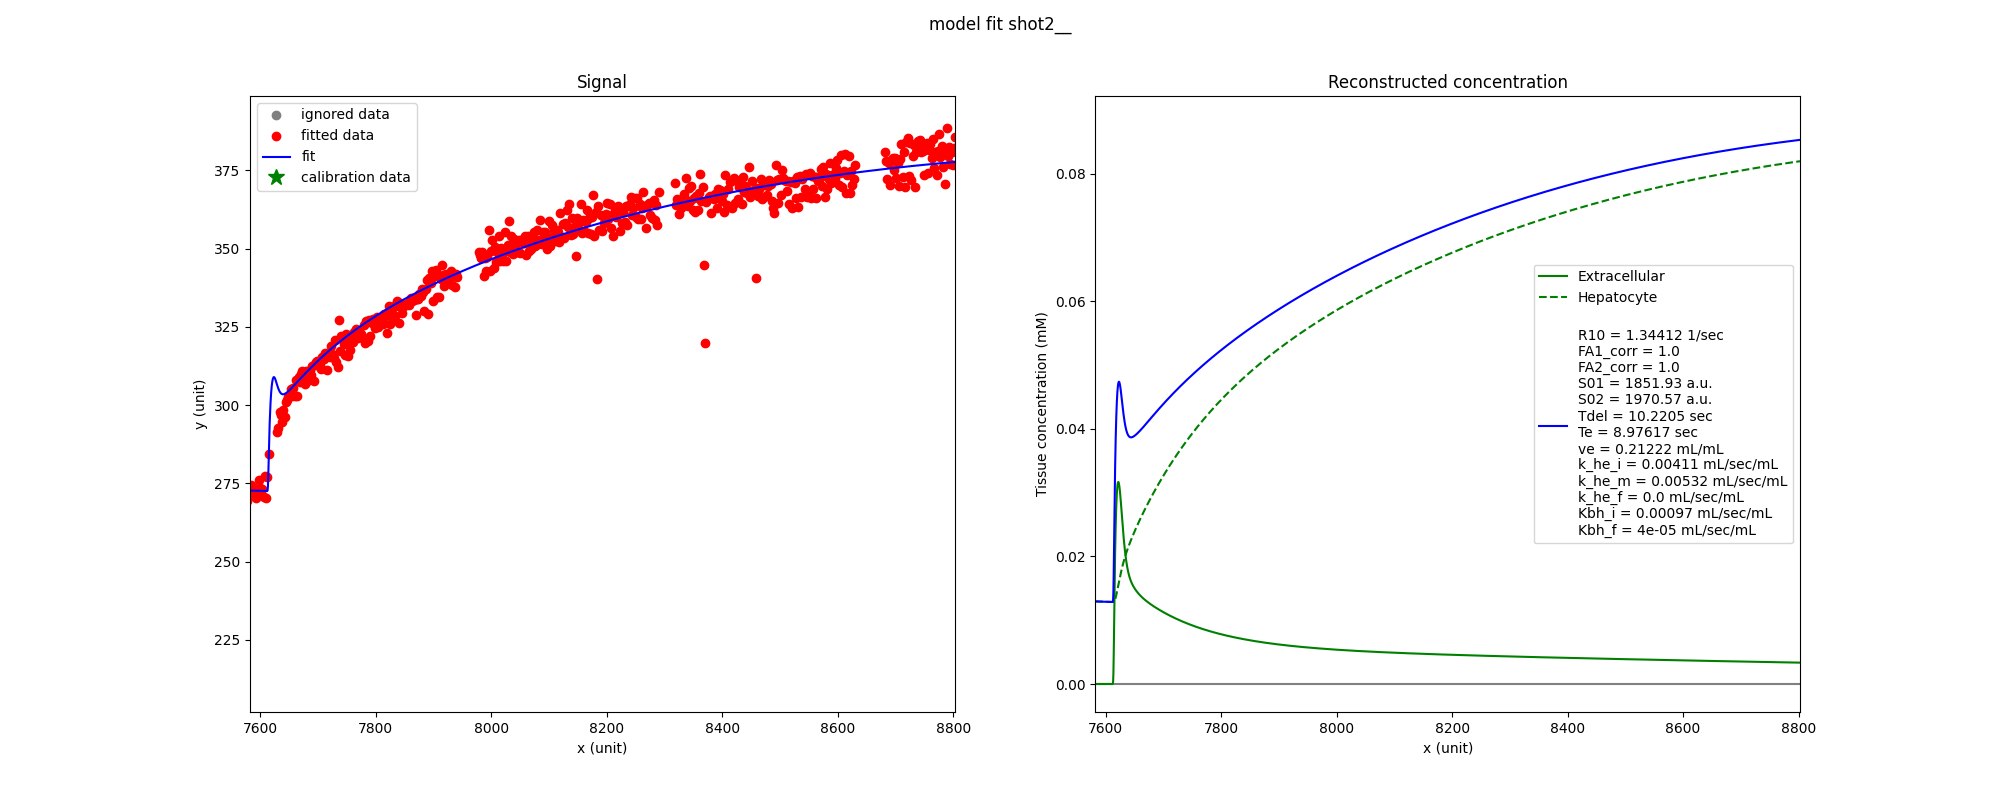 model fit shot2__
Signal
ignored data
fitted data
fit
calibration data
375
350
325
300
275
250
225
y (unit)
7600
7800
8000
8200
8400
8600
8800
x (unit)
Reconstructed concentration
0.08
0.06
0.04
0.02
0.00
Tissue concentration (mM)
Extracellular
Hepatocyte
R10 = 1.34412 1/sec
FA1_corr = 1.0
FA2_corr = 1.0
S01 = 1851.93 a.u.
S02 = 1970.57 a.u.
Tdel = 10.2205 sec
Te = 8.97617 sec
ve = 0.21222 mL/mL
k_he_i = 0.00411 mL/sec/mL
k_he_m = 0.00532 mL/sec/mL
k_he_f = 0.0 mL/sec/mL
Kbh_i = 0.00097 mL/sec/mL
Kbh_f = 4e-05 mL/sec/mL
7600
7800
8000
8200
8400
8600
8800
x (unit)